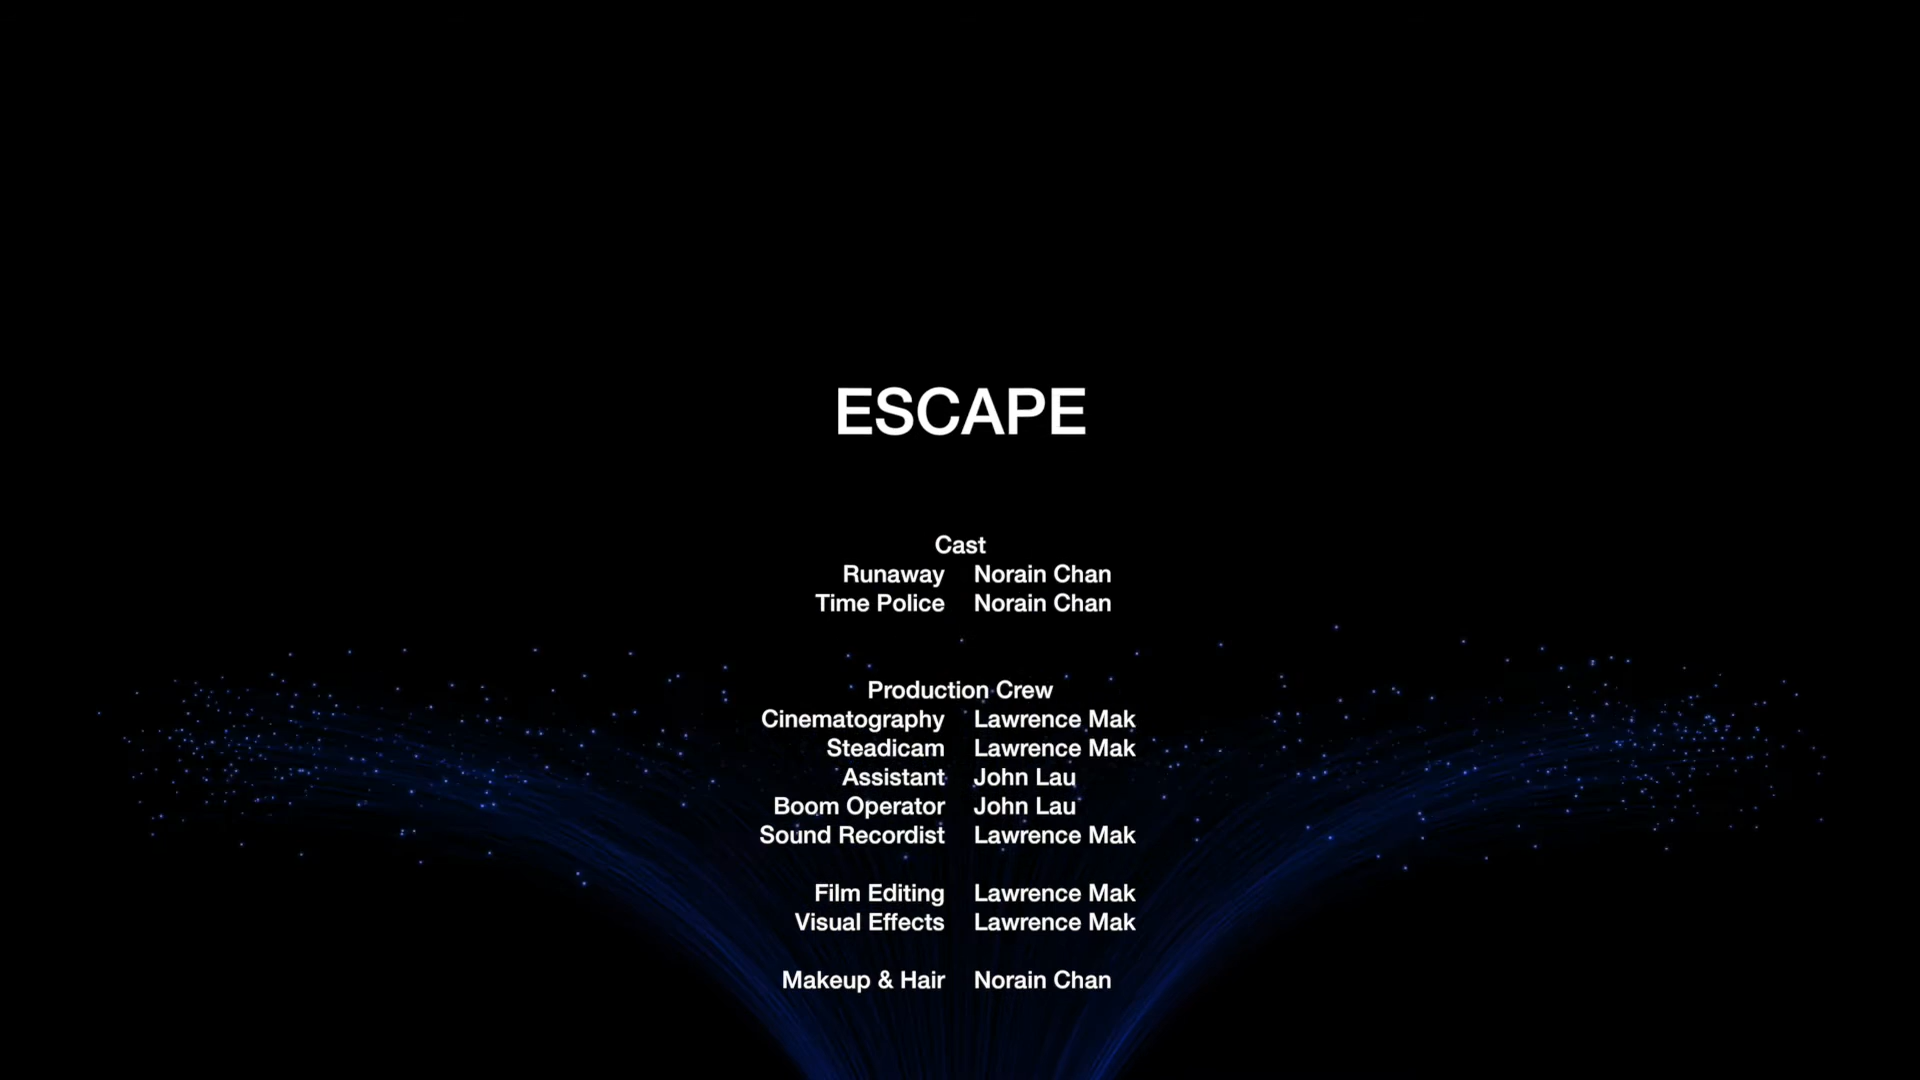 ESCAPE
Cast
Runaway Norain Chan
Time Police Norain Chan
Production Crew
Cinematography Lawrence Mak
Steadicam Lawrence Mak
Assistant John Lau
Boom Operator John Lau
Sound Recordist Lawrence Mak
Film Editing Lawrence Mak
Visual Effects Lawrence Mak
Makeup & Hair Norain Chan